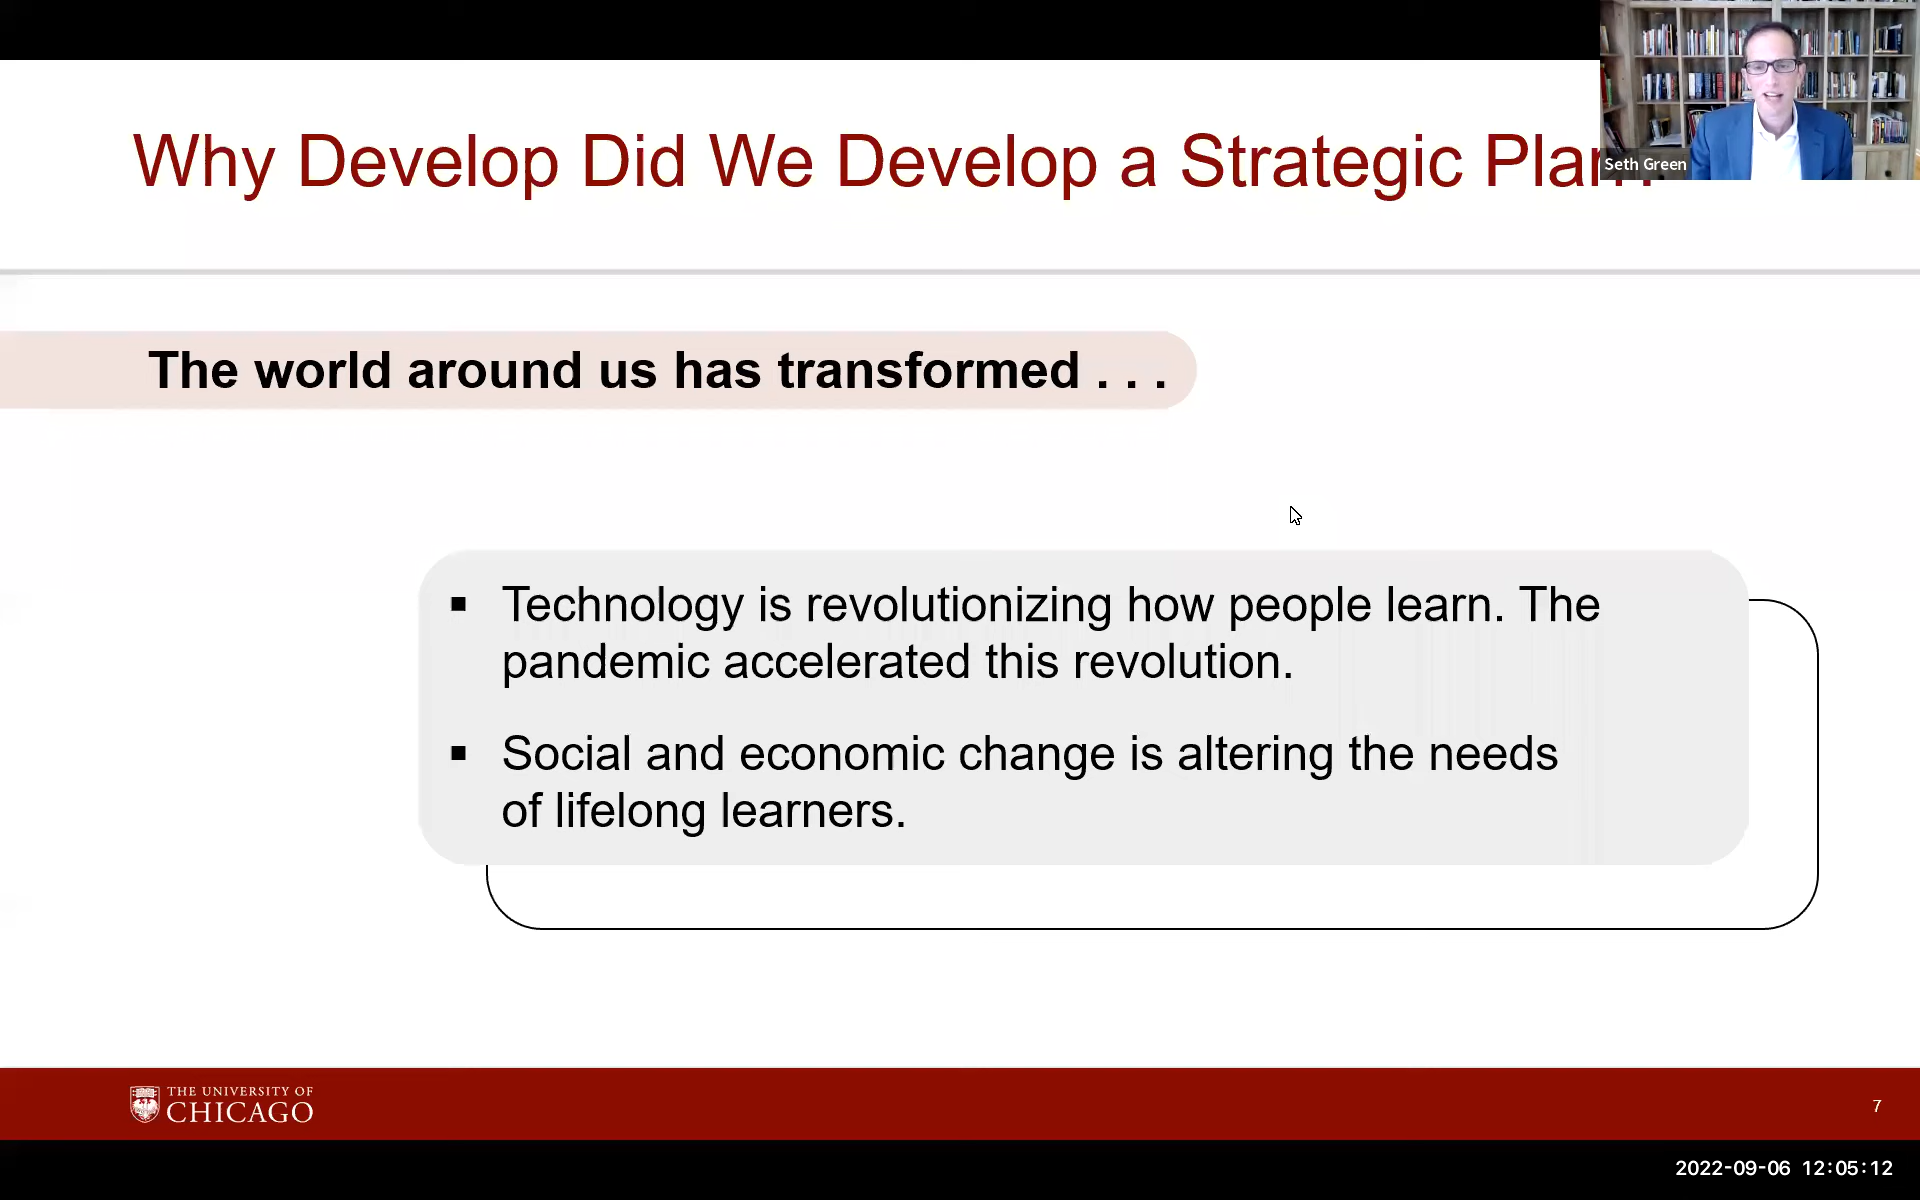 Why Develop Did We Develop a Strategic Plan?
Seth Green
The world around us has transformed . . .
▪ Technology is revolutionizing how people learn. The
pandemic accelerated this revolution.
▪ Social and economic change is altering the needs
of lifelong learners.
THE UNIVERSITY OF
CHICAGO
7
2022-09-06 12:05:12